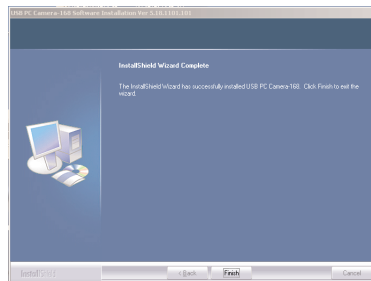 USB PC Camera-168 Software Installation Ver 5.18.1101.101
InstallShield Wizard Complete
The InstallShield Wizard has successfully installed USB PC Camera-168. Click Finish to exit the
wizard.
InstallShield
< Back
Finish
Cancel